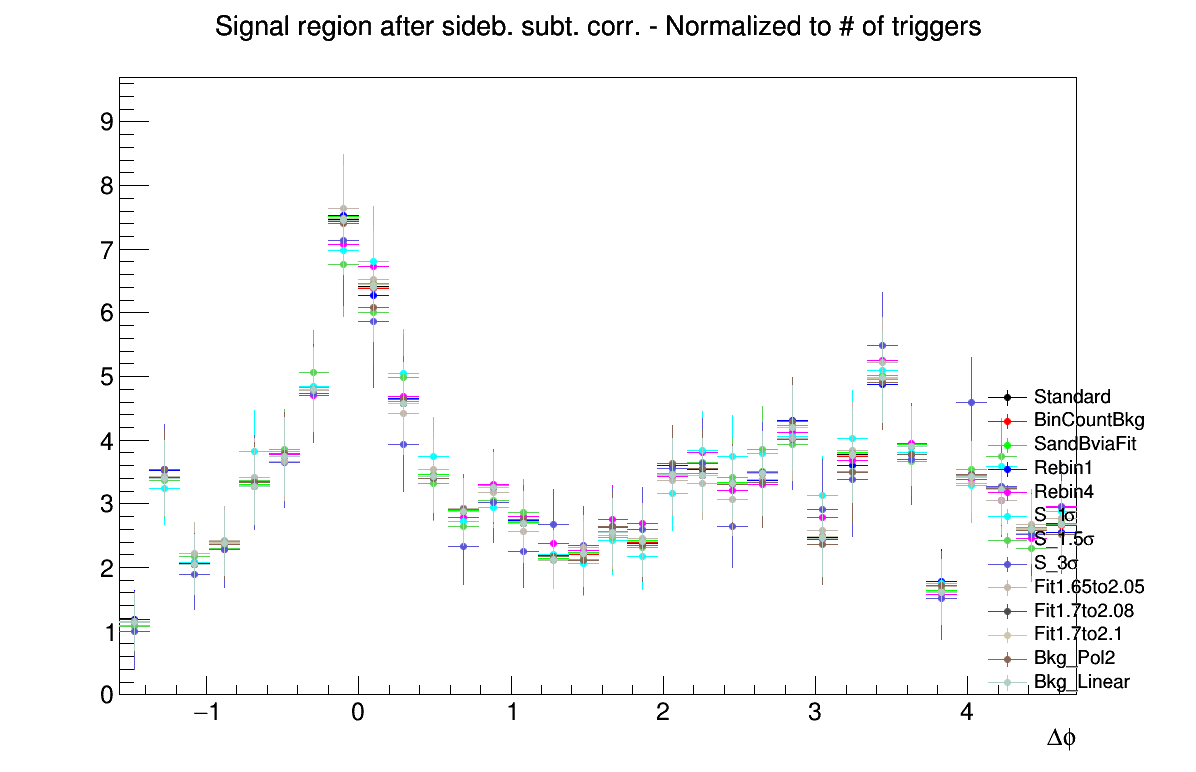 Signal region after sideb. subt. corr. - Normalized to # of triggers
9
8
7
6
5
4
3
2
1
0
−1 0 1 2 3 4
Δϕ
Standard
BinCountBkg
SandBviaFit
Rebin1
Rebin4
S_1σ
S_1.5σ
S_3σ
Fit1.65to2.05
Fit1.7to2.08
Fit1.7to2.1
Bkg_Pol2
Bkg_Linear